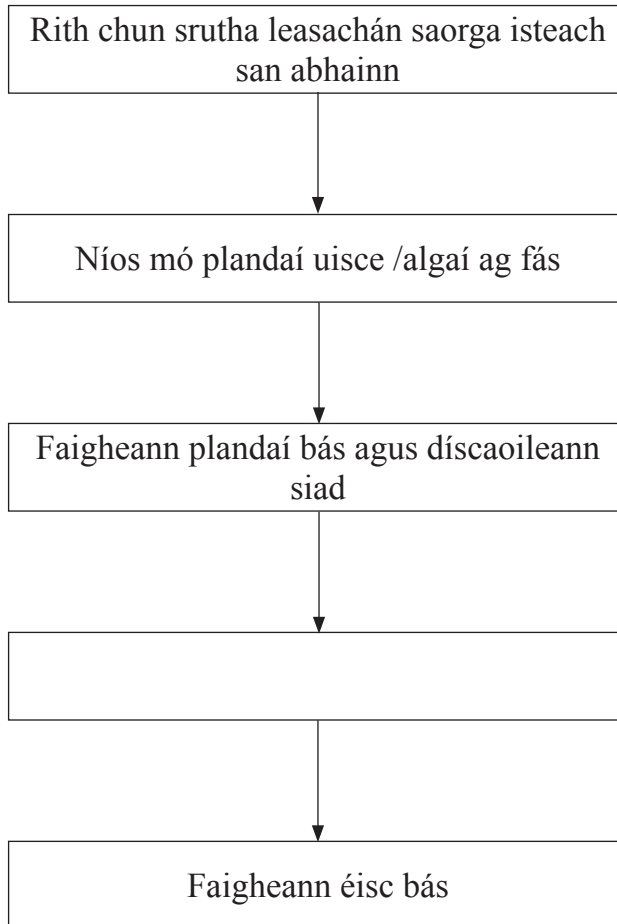 Rith chun srutha leasachán saorga isteach
san abhainn
Níos mó plandaí uisce /algaí ag fás
Faigheann plandaí bás agus díscaoileann
siad
Faigheann éisc bás